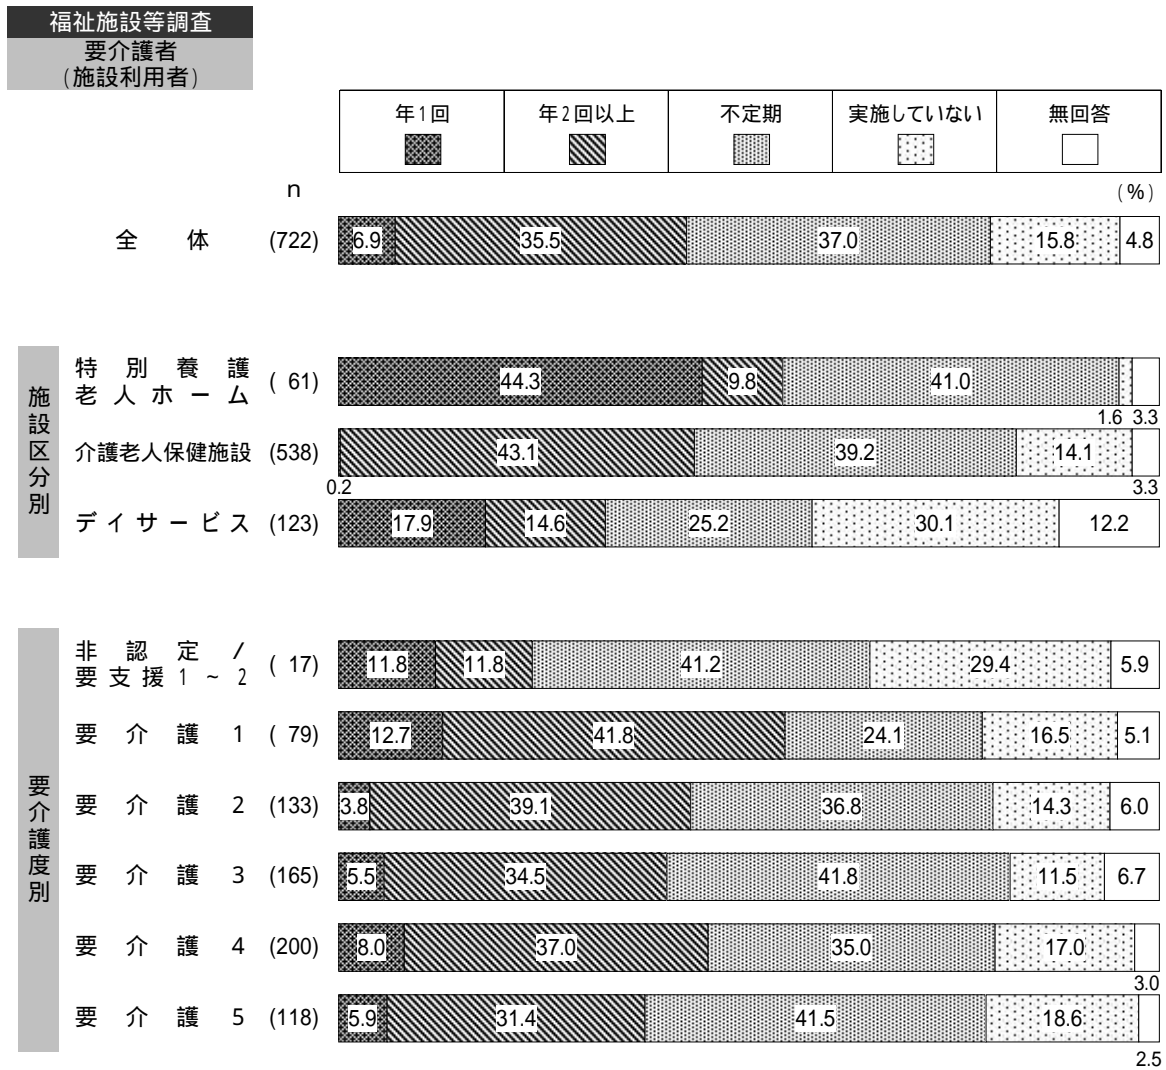 福祉施設等調査
要介護者
(施設利用者)
年1回 年2回以上 不定期 実施していない 無回答
n (%)
全体 (722) 6.9 35.5 37.0 15.8 4.8
施設区分別
特別養護
老人ホーム ( 61) 44.3 9.8 41.0
1.6 3.3
介護老人保健施設 (538) 43.1 39.2 14.1
0.2 3.3
デイサービス (123) 17.9 14.6 25.2 30.1 12.2
要介護度別
非認定/
要支援1~2 ( 17) 11.8 11.8 41.2 29.4 5.9
要介護1 ( 79) 12.7 41.8 24.1 16.5 5.1
要介護2 (133) 3.8 39.1 36.8 14.3 6.0
要介護3 (165) 5.5 34.5 41.8 11.5 6.7
要介護4 (200) 8.0 37.0 35.0 17.0
3.0
要介護5 (118) 5.9 31.4 41.5 18.6
2.5